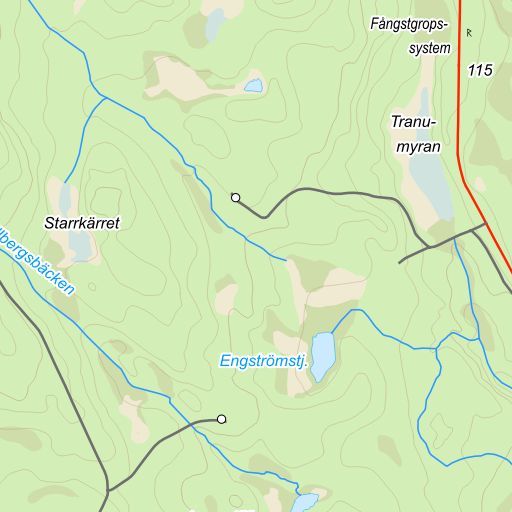 Fångstgrops-
system
R
115
Tranu-
myran
Starrkärret
lbergsbäcken
Engströmstj.